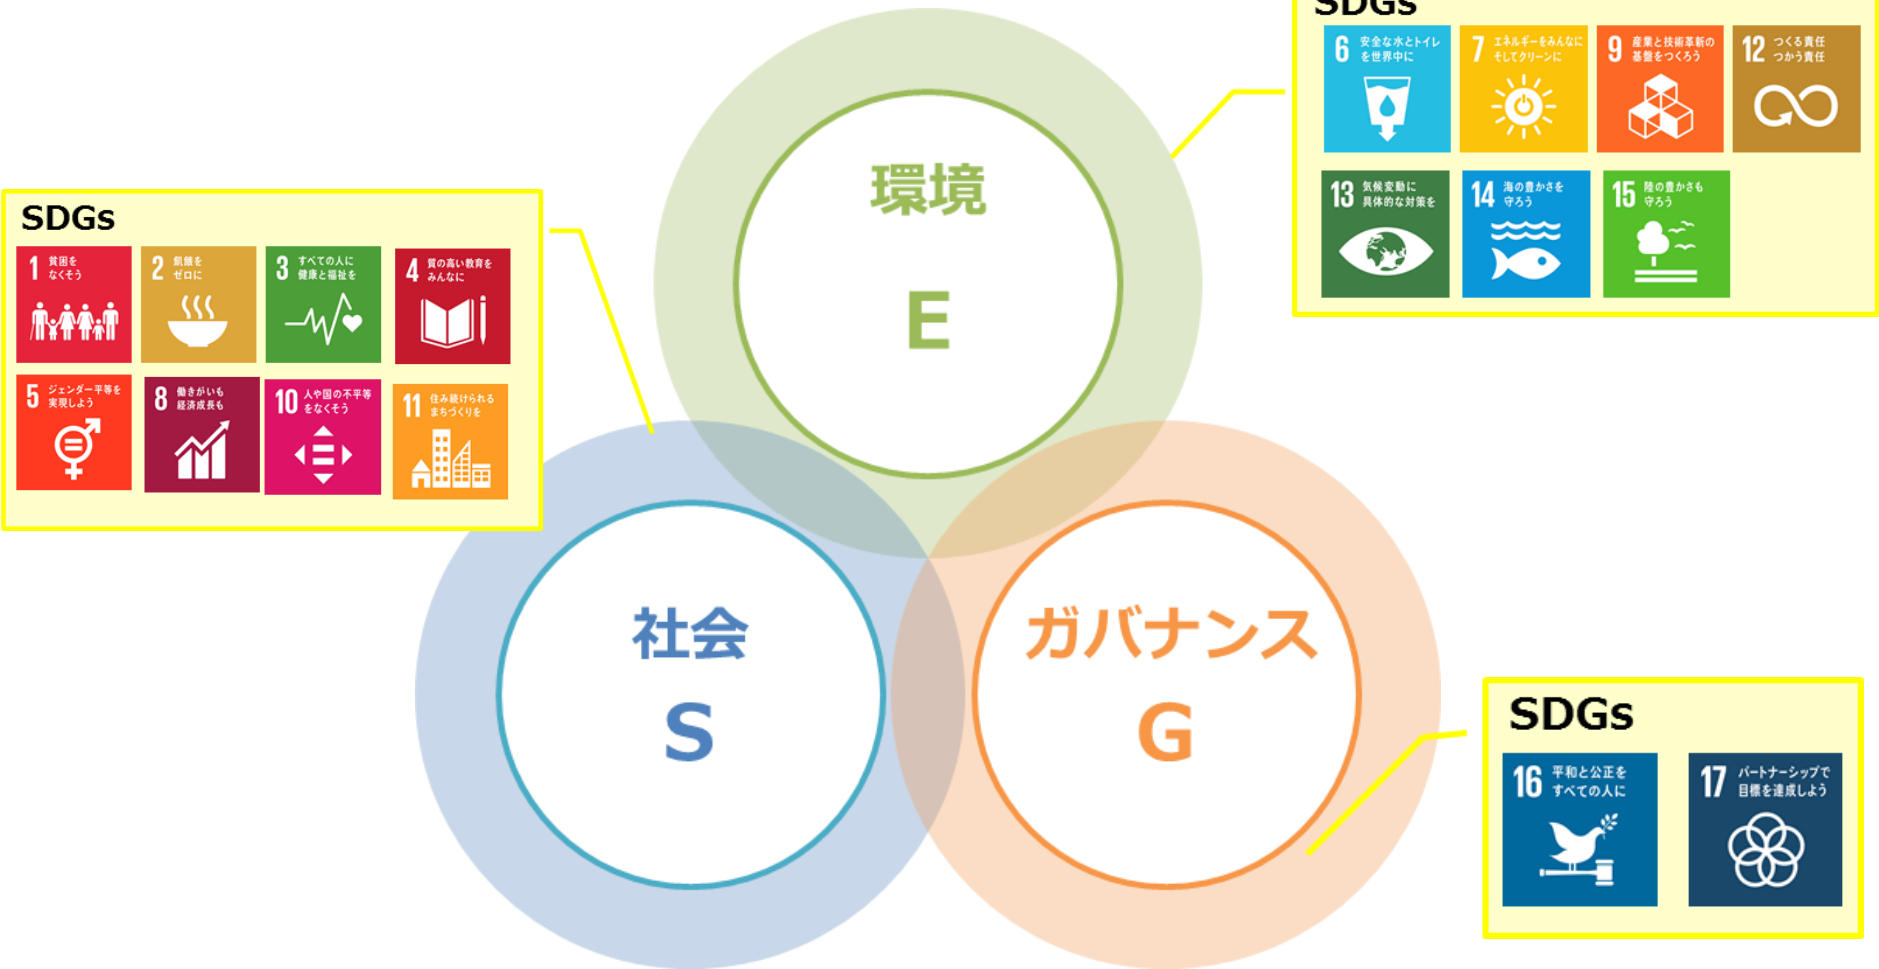 SDGs
6 安全な水とトイレ
を世界中に
7 エネルギーをみんなに
そしてクリーンに
9 産業と技術革新の
基盤をつくろう
12 つくる責任
つかう責任
13 気候変動に
具体的な対策を
14 海の豊かさを
守ろう
15 陸の豊かさも
守ろう
環境
E
SDGs
1 貧困を
なくそう
2 飢餓を
ゼロに
3 すべての人に
健康と福祉を
4 質の高い教育を
みんなに
5 ジェンダー平等を
実現しよう
8 働きがいも
経済成長も
10 人や国の不平等
をなくそう
11 住み続けられる
まちづくりを
社会
S
ガバナンス
G
SDGs
16 平和と公正を
すべての人に
17 パートナーシップで
目標を達成しよう